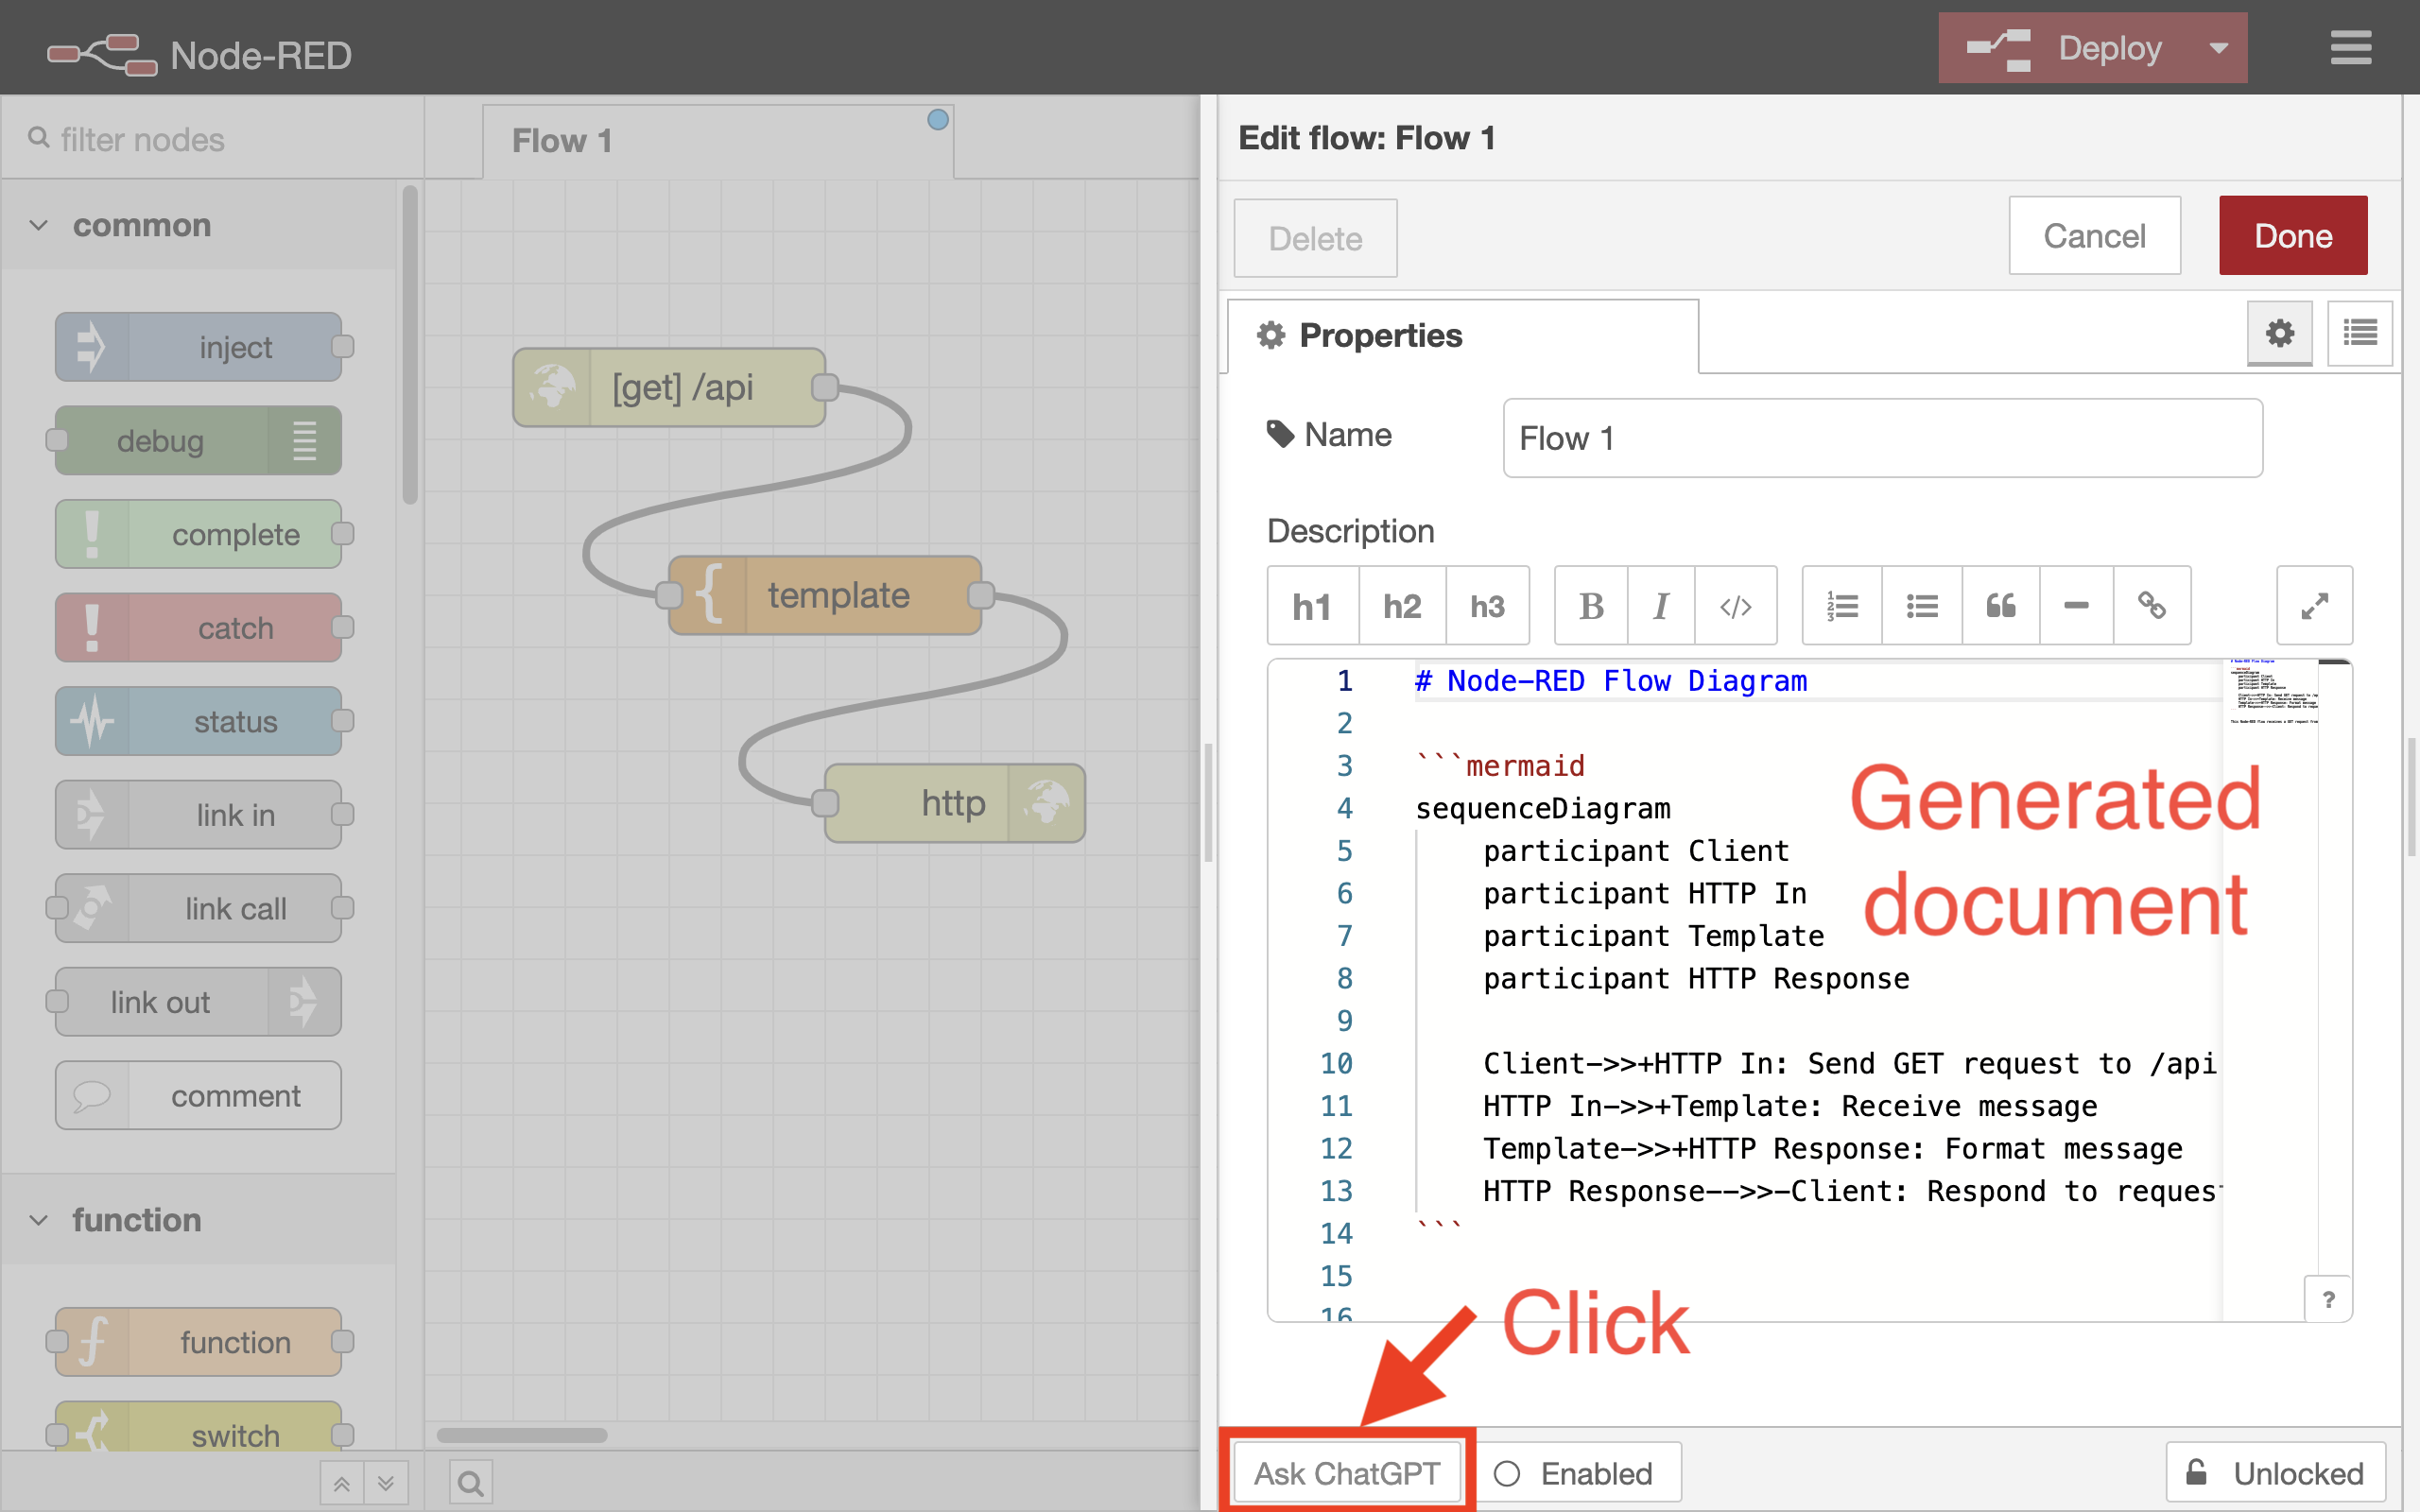 Node-RED
Deploy
filter nodes
common
inject
debug
complete
catch
status
link in
link call
link out
comment
function
function
switch
Flow 1
[get] /api
template
http
Edit flow: Flow 1
Delete
Cancel
Done
Properties
Name
Flow 1
Description
h1 h2 h3 B I </>
1 # Node-RED Flow Diagram
2
3 ```mermaid
4 sequenceDiagram
5 participant Client
6 participant HTTP In
7 participant Template
8 participant HTTP Response
9
10 Client->>+HTTP In: Send GET request to /api
11 HTTP In->>+Template: Receive message
12 Template->>+HTTP Response: Format message
13 HTTP Response-->>-Client: Respond to request
14 ```
15
16
Generated
document
?
Click
Ask ChatGPT
Enabled
Unlocked